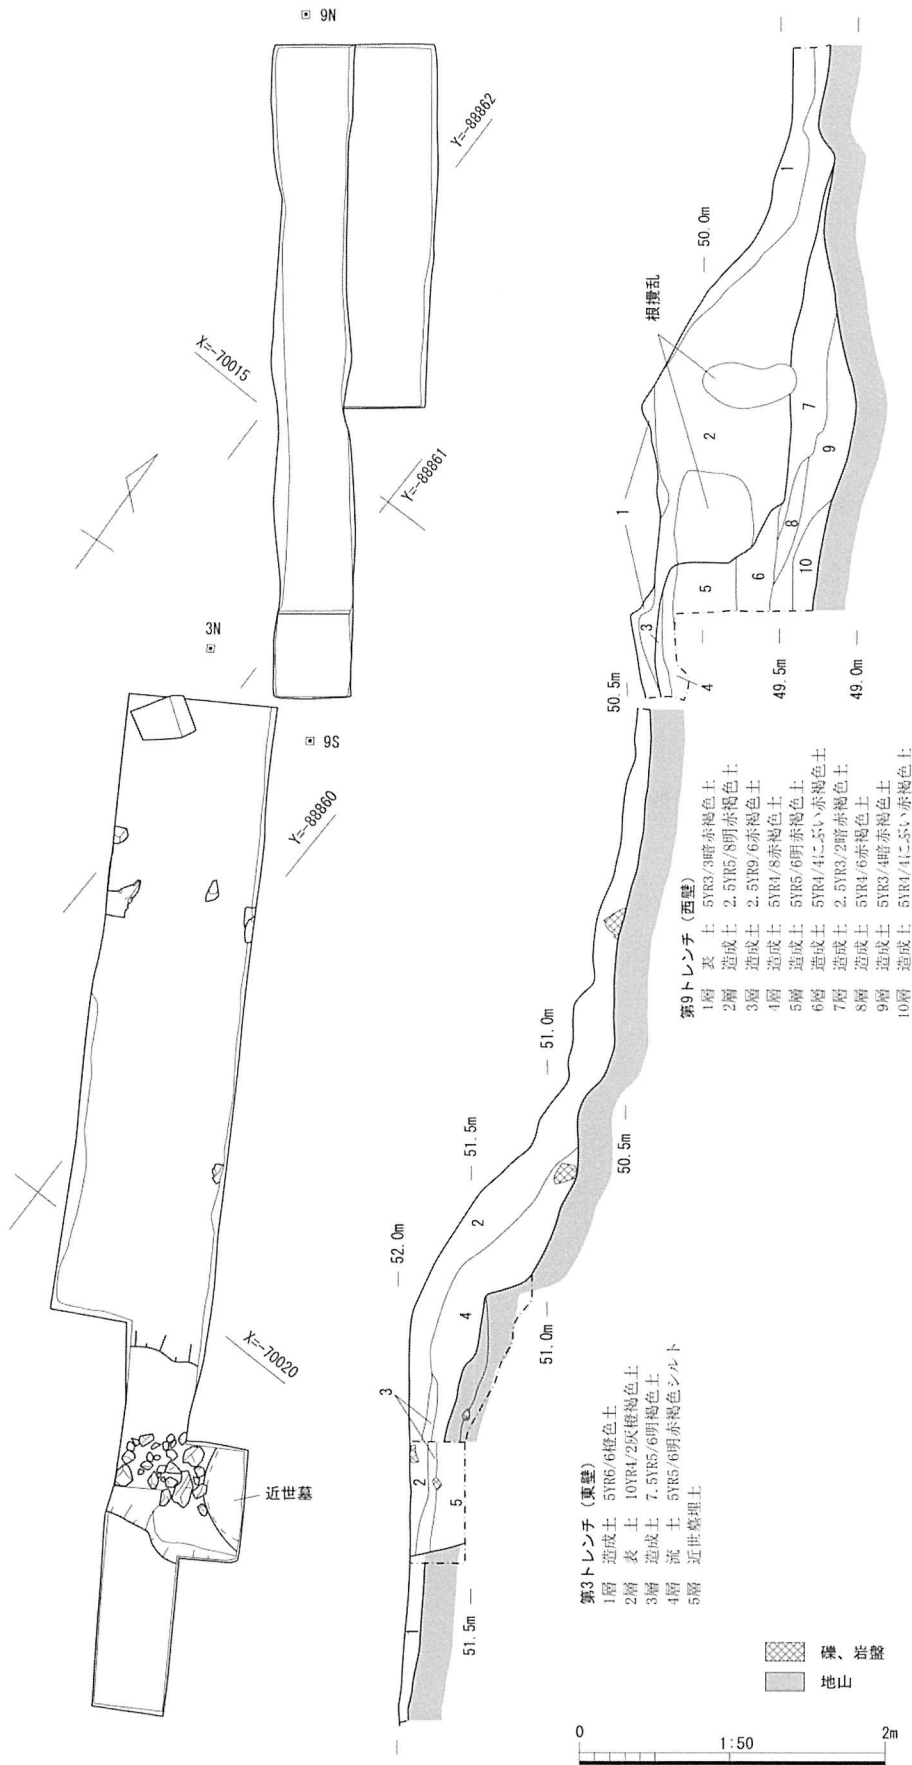 N6
Y=-88862
X=-70015
Y=-88861
3N
6S
Y=-88860
X=-70020
近世墓
50.0m
根攪乱
1
2
3
4
5
6
7
8
9
10
1
50.5m
49.5m
49.0m
第9トレンチ(西壁)
1層 表 土 5YR3/3暗赤褐色土
2層 造成土 2.5YR5/8明赤褐色土
3層 造成土 2.5YR9/6赤褐色土
4層 造成土 5YR4/8赤褐色土
5層 造成土 5YR5/6明赤褐色土
6層 造成土 5YR4/4にぶい赤褐色土
7層 造成土 2.5YR3/2暗赤褐色土
8層 造成土 5YR4/6赤褐色土
9層 造成土 5YR3/4暗赤褐色土
10層 造成土 5YR4/4にぶい赤褐色土
52.0m
51.5m
51.0m
50.5m
51.0m
51.5m
1
2
3
2
4
5
第3トレンチ(東壁)
1層 造成土 5YR6/6橙色土
2層 表 土 10YR4/2灰橙褐色土
3層 造成土 7.5YR5/6明褐色土
4層 流 土 5YR5/6明赤褐色シルト
5層 近世墓埋土
礫、岩盤
地山
0 1:50 2m